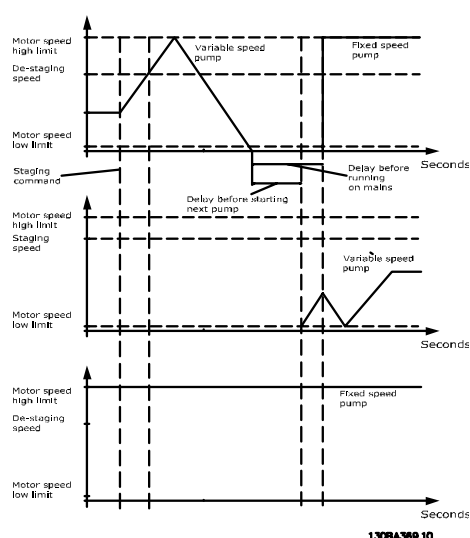 Motor speed
high limit
De-staging
speed
Motor speed
low limit
Variable speed
pump
Fixed speed
pump
Seconds
Staging
command
Delay before starting
next pump
Delay before
running
on mains
Motor speed
high limit
Staging
speed
Motor speed
low limit
Variable speed
pump
Seconds
Motor speed
high limit
De-staging
speed
Motor speed
low limit
Fixed speed
pump
Seconds
130BA369.10